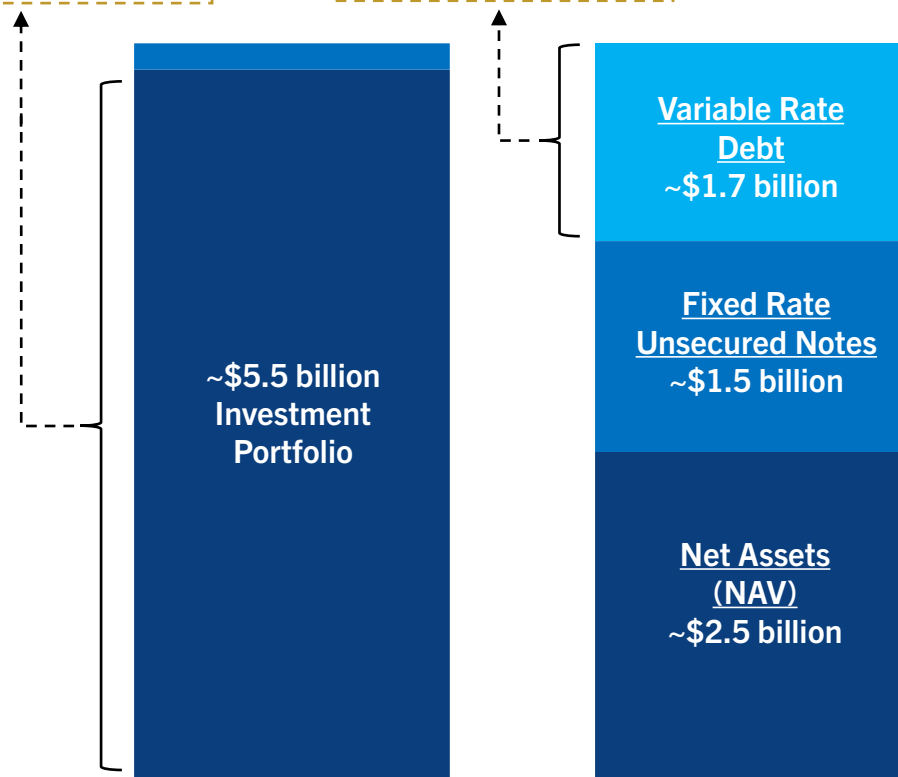 ~$5.5 billion
Investment
Portfolio
Variable Rate
Debt
~$1.7 billion
Fixed Rate
Unsecured Notes
~$1.5 billion
Net Assets
(NAV)
~$2.5 billion